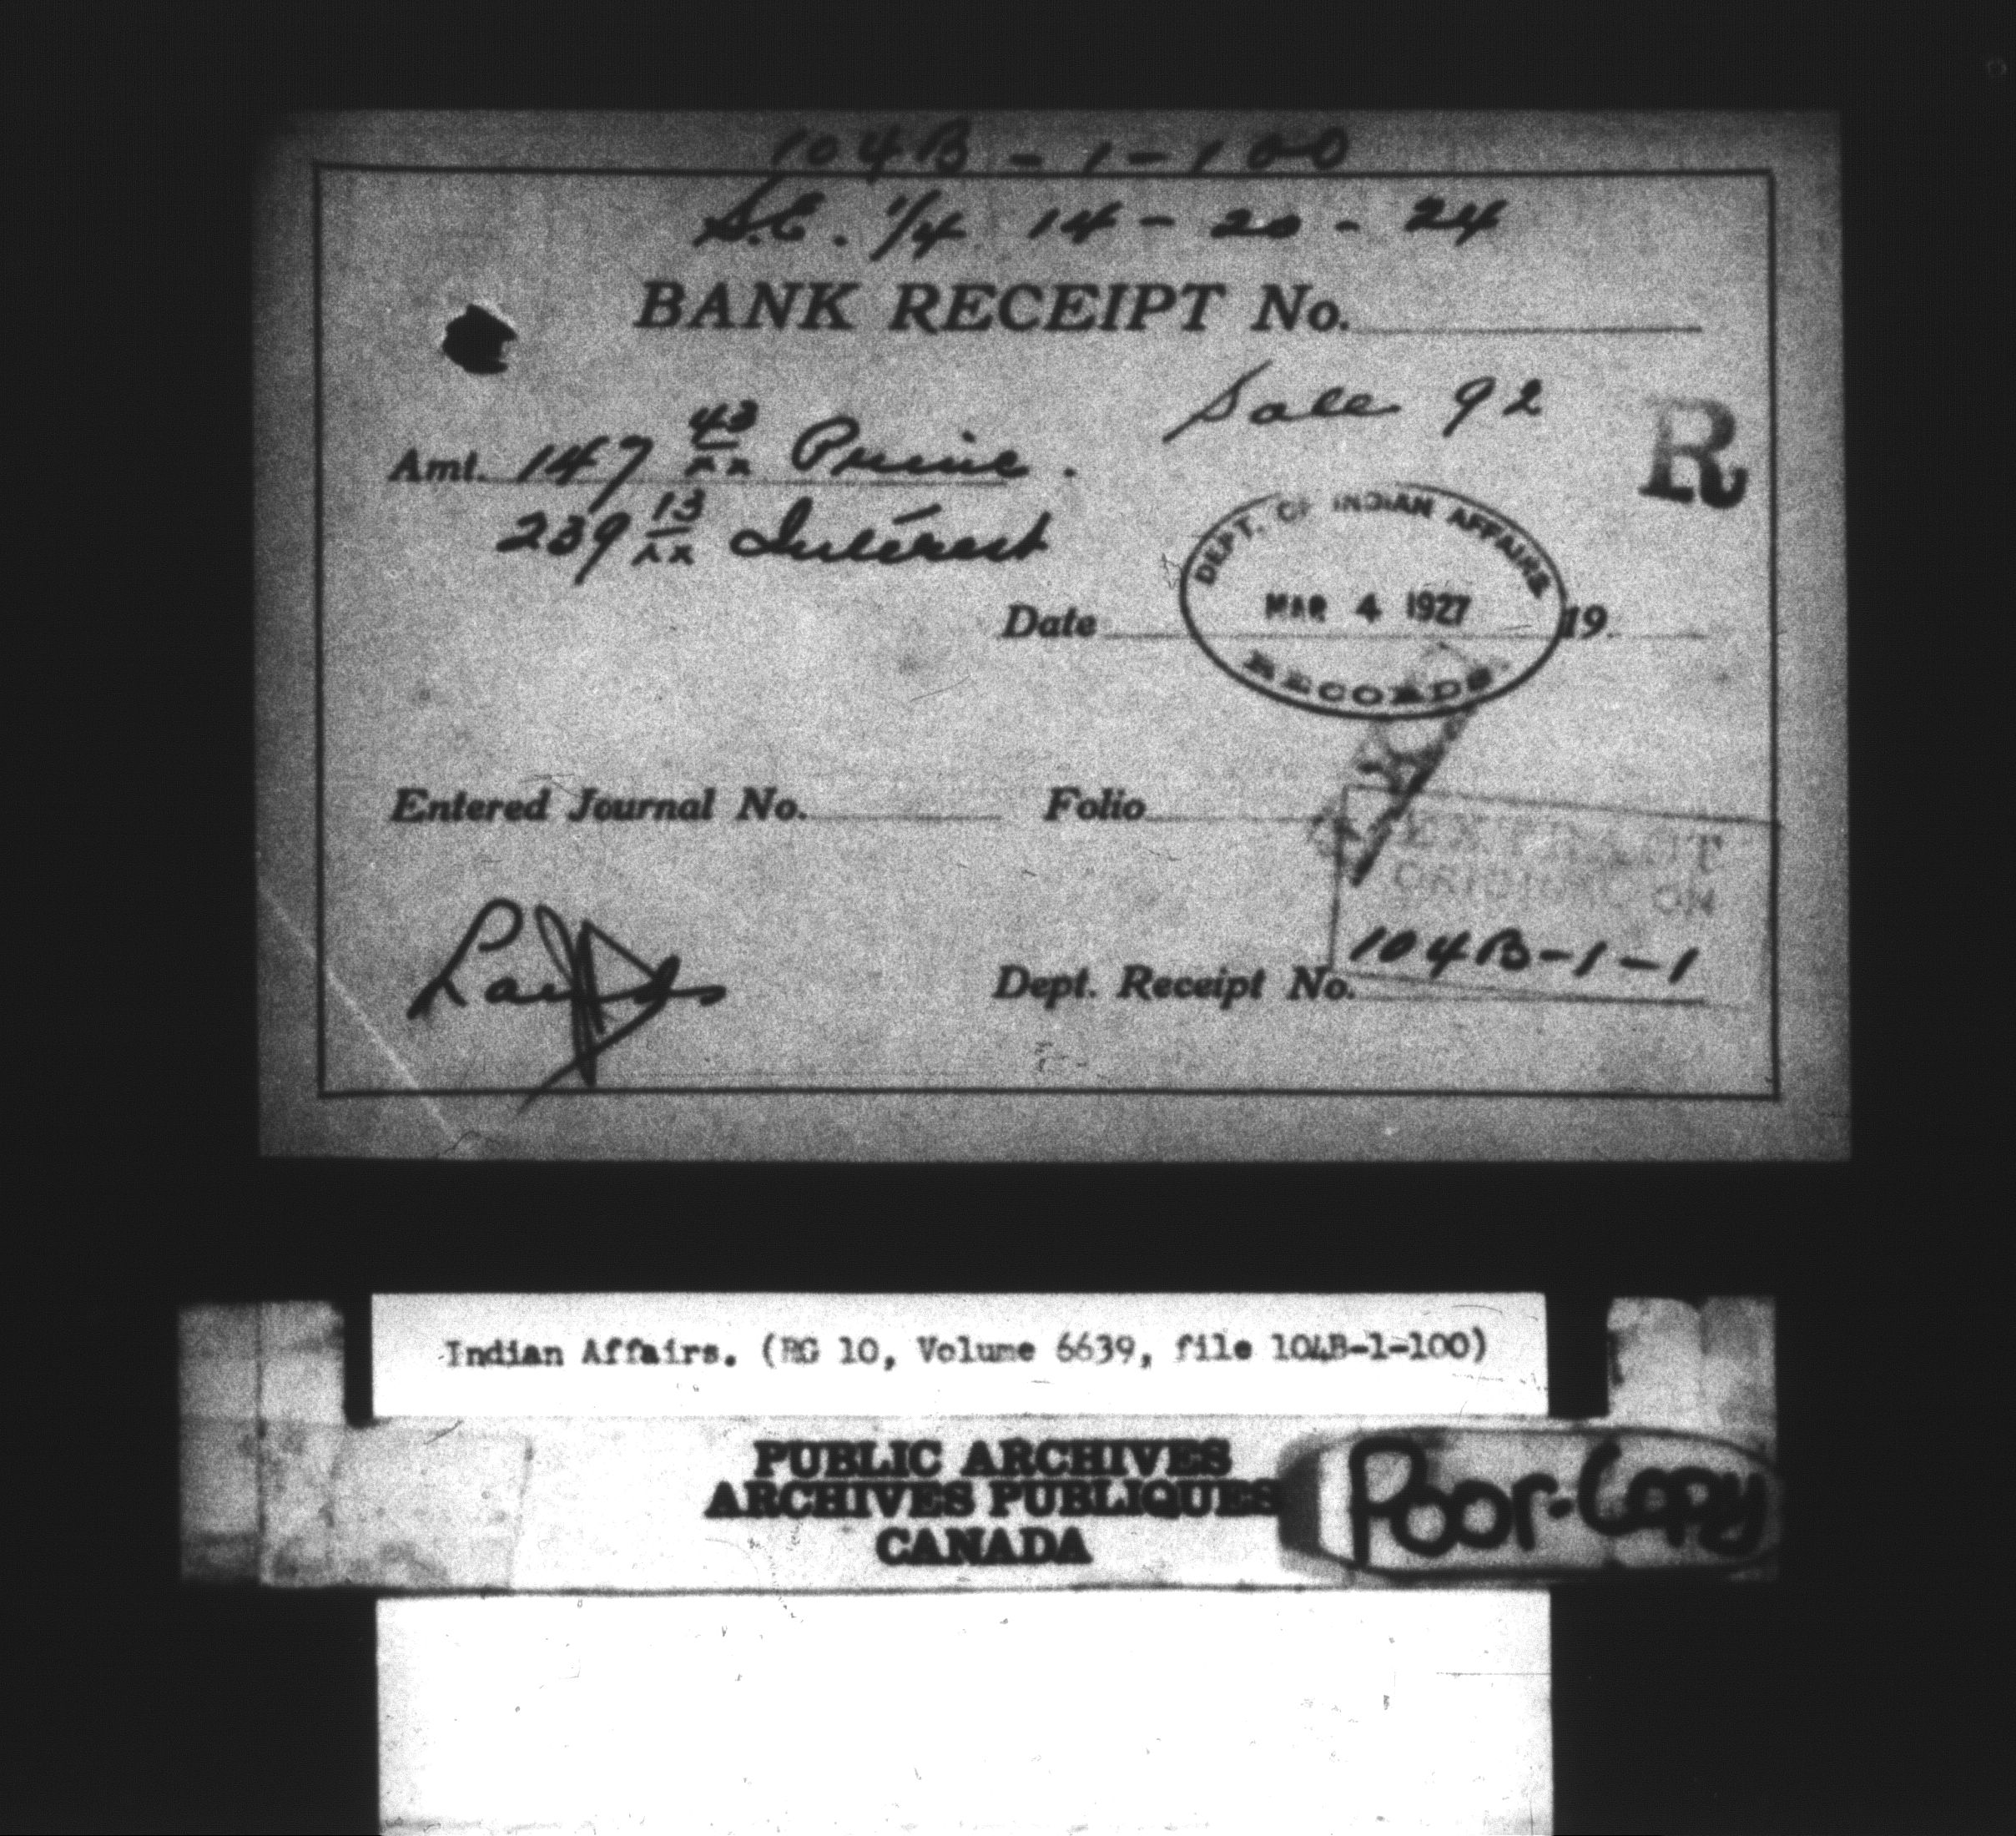 104B - 1 - 100
S.E. 1/4 14 - 20 - 24
BANK RECEIPT No.
Sale 92
R
Amt. 147 43/xx Princ.
239 13/xx Interest
DEPT. OF INDIAN AFFAIRS
MAR 4 1927
RECORDS
Date 19
Entered Journal No. Folio
EXTRACT
ORIGINAL ON
104B-1-1
Lands
Dept. Receipt No.
Indian Affairs. (RG 10, Volume 6639, file 104B-1-100)
PUBLIC ARCHIVES
ARCHIVES PUBLIQUES
CANADA
Poor-Copy